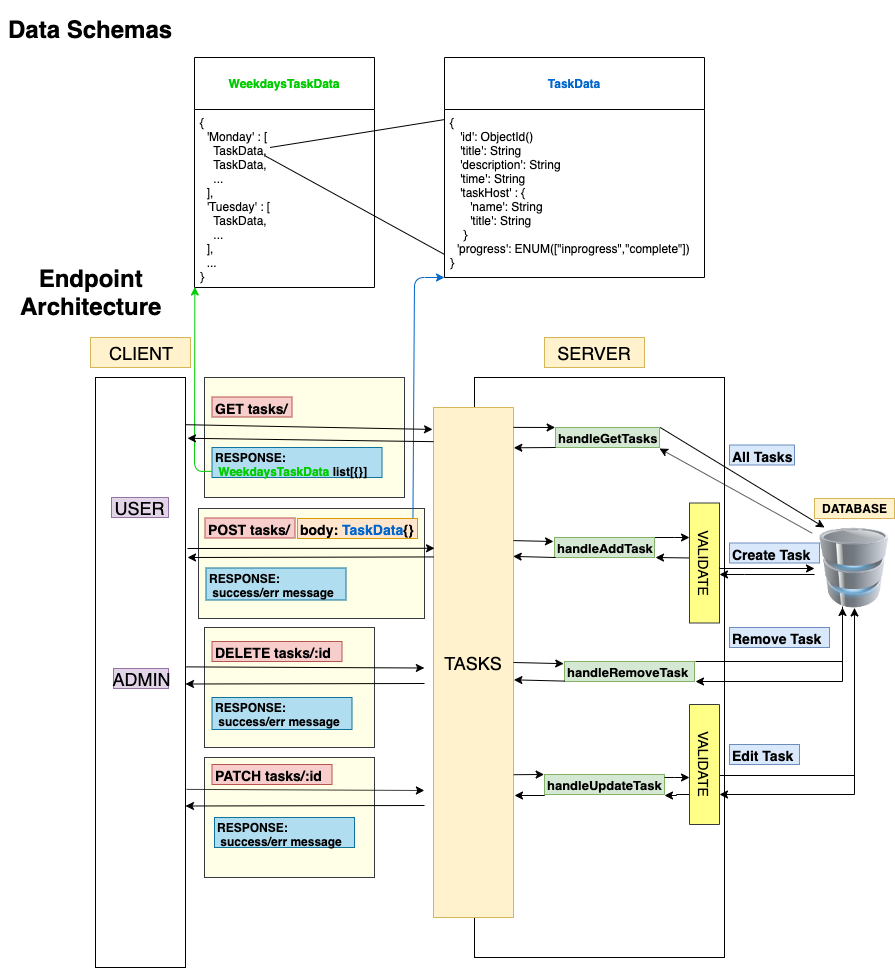 Data Schemas
WeekdaysTaskData
{
'Monday' : [
TaskData,
TaskData,
...
],
'Tuesday' : [
TaskData,
...
],
...
}
TaskData
{
'id': ObjectId()
'title': String
'description': String
'time': String
'taskHost' : {
'name': String
'title': String
}
'progress': ENUM(["inprogress","complete"])
}
Endpoint
Architecture
CLIENT
SERVER
USER
ADMIN
GET tasks/
RESPONSE:
WeekdaysTaskData list[{}]
POST tasks/
body: TaskData{}
RESPONSE:
success/err message
DELETE tasks/:id
RESPONSE:
success/err message
PATCH tasks/:id
RESPONSE:
success/err message
TASKS
handleGetTasks
handleAddTask
handleRemoveTask
handleUpdateTask
VALIDATE
VALIDATE
All Tasks
Create Task
Remove Task
Edit Task
DATABASE